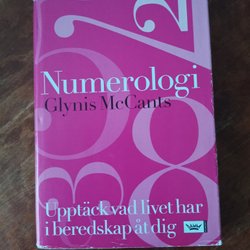 Numerologi
Glynis McCants
Upptäck vad livet har
i beredskap åt dig